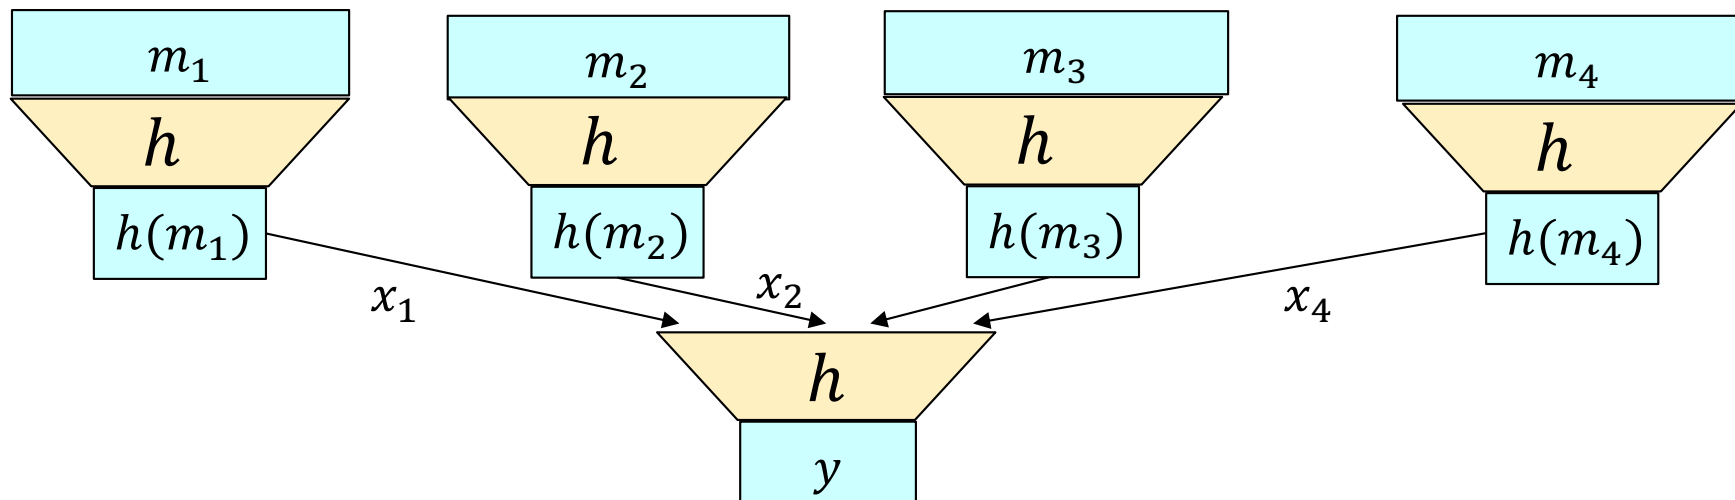 m₁ m₂ m₃ m₄
h h h h
h(m₁) h(m₂) h(m₃) h(m₄)
x₁ x₂ x₄
h
y